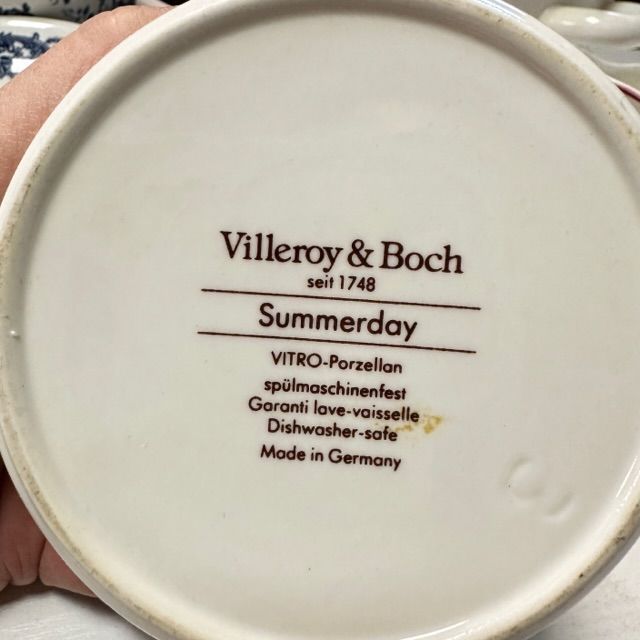 Villeroy & Boch
seit 1748
Summerday
VITRO-Porzellan
spülmaschinenfest
Garanti lave-vaisselle
Dishwasher-safe
Made in Germany